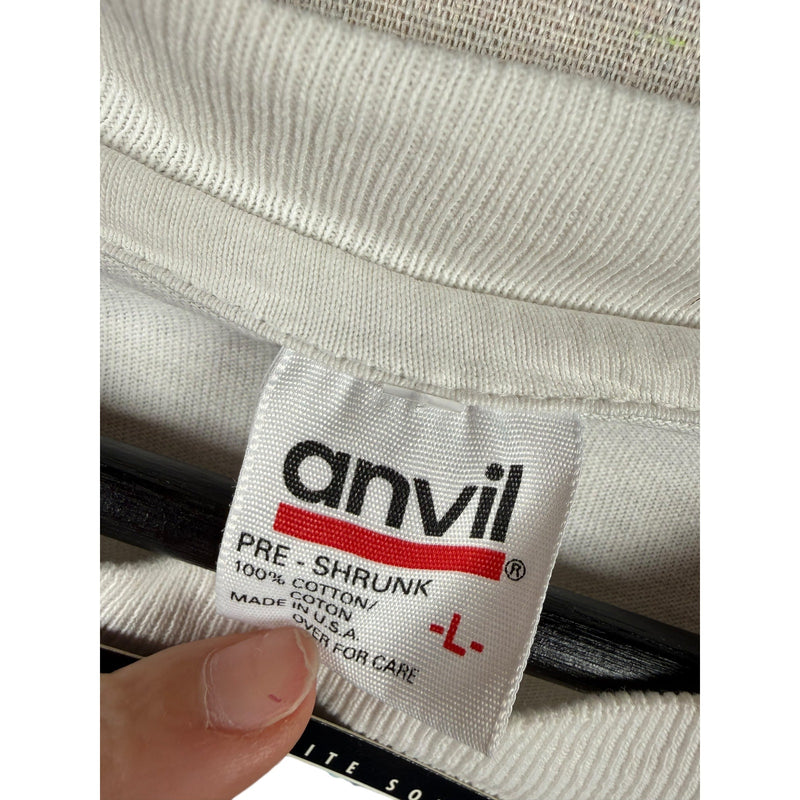 anvil
®
PRE - SHRUNK
100% COTTON/
COTON
MADE IN U.S.A.
OVER FOR CARE
-L-